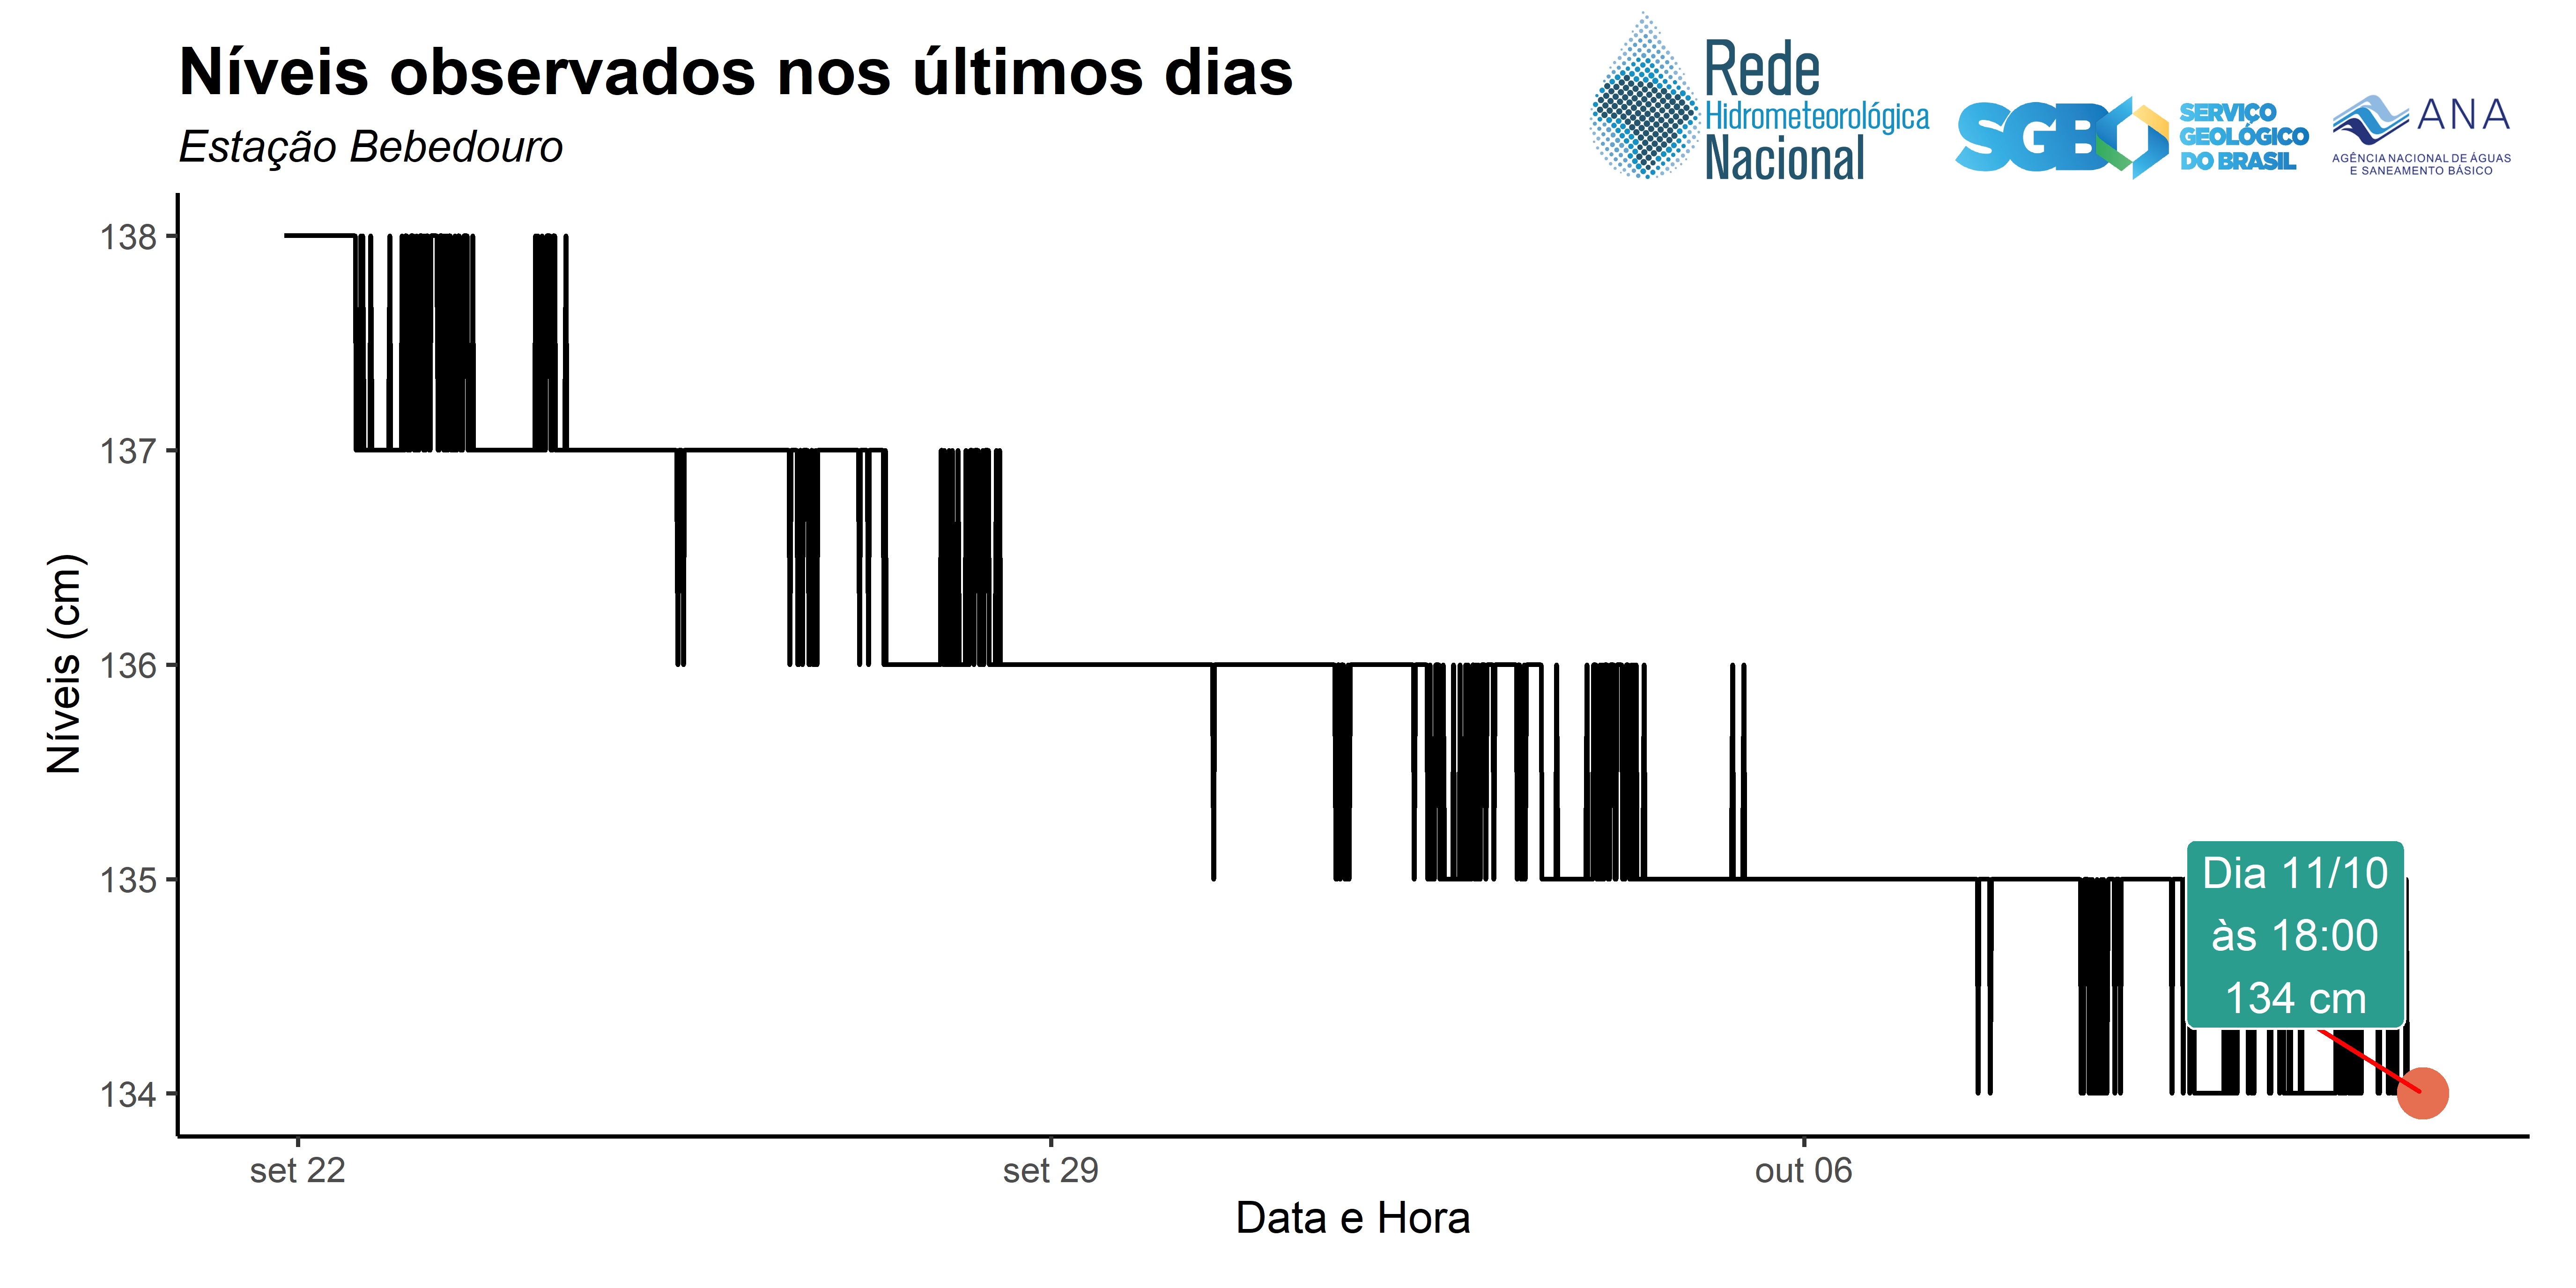 Níveis observados nos últimos dias
Estação Bebedouro
Rede
Hidrometeorológica
Nacional
SGB
SERVIÇO
GEOLÓGICO
DO BRASIL
ANA
AGÊNCIA NACIONAL DE ÁGUAS
E SANEAMENTO BÁSICO
Níveis (cm)
138
137
136
135
134
Dia 11/10
às 18:00
134 cm
set 22
set 29
out 06
Data e Hora